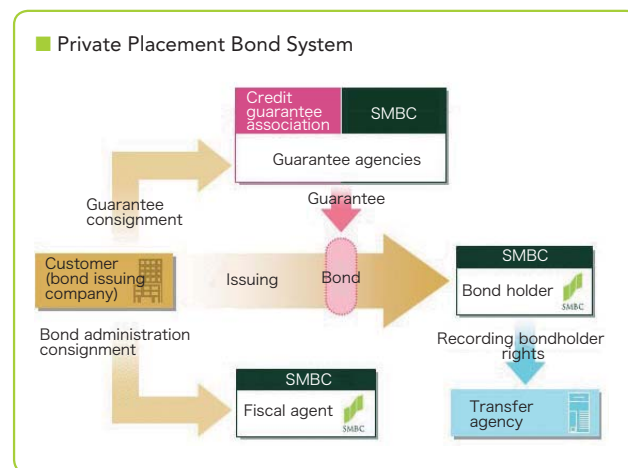 Private Placement Bond System
Credit
guarantee
association
SMBC
Guarantee agencies
Guarantee
consignment
Guarantee
Customer
(bond issuing
company)
Issuing
Bond
SMBC
Bond holder
SMBC
Bond administration
consignment
Recording bondholder
rights
SMBC
Fiscal agent
SMBC
Transfer
agency